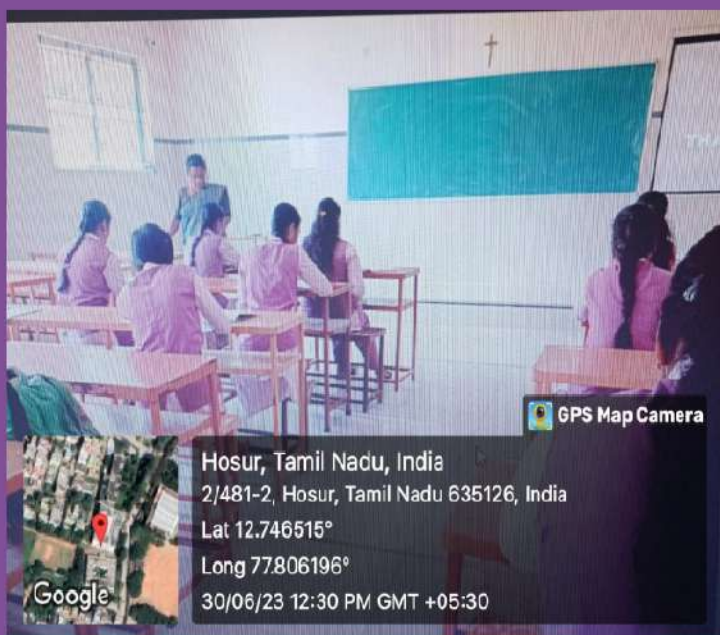 THA
GPS Map Camera
Hosur, Tamil Nadu, India
2/481-2, Hosur, Tamil Nadu 635126, India
Lat 12.746515°
Long 77.806196°
30/06/23 12:30 PM GMT +05:30
Google